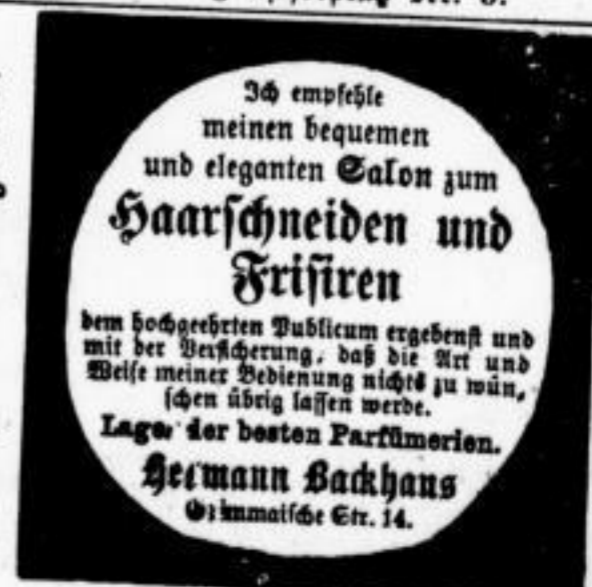 Ich empfehle
meinen bequemen
und eleganten Salon zum
Haarschneiden und
Frisiren
dem hochgeehrten Publicum ergebenst und
mit der Versicherung, daß die Art und
Weise meiner Bedienung nichts zu wün-
schen übrig lassen werde.
Lager der besten Parfümerien.
Hermann Backhaus
Grimmaische Str. 14.